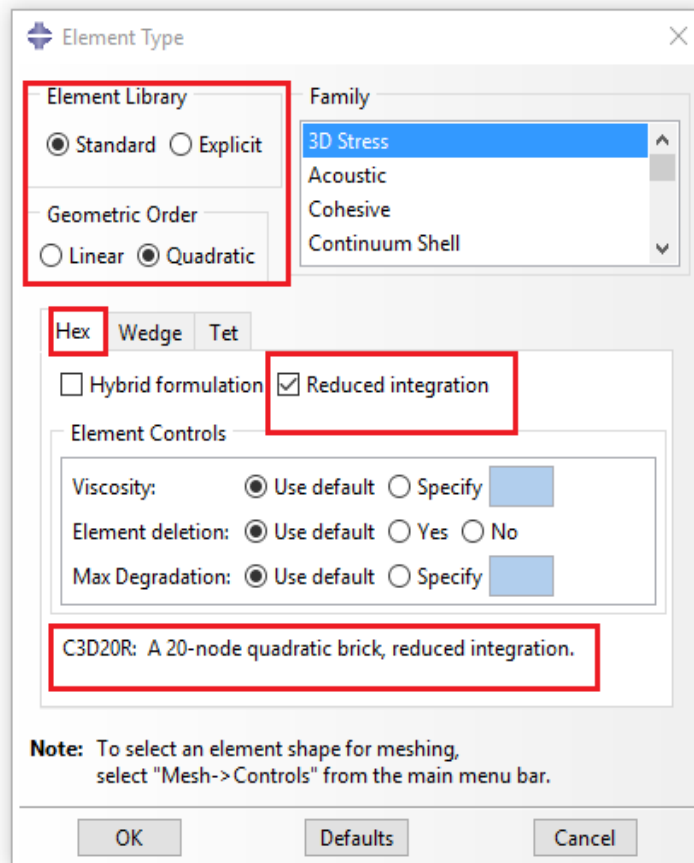 Element Type
Element Library
Standard Explicit
Geometric Order
Linear Quadratic
Family
3D Stress
Acoustic
Cohesive
Continuum Shell
Hex Wedge Tet
Hybrid formulation Reduced integration
Element Controls
Viscosity: Use default Specify
Element deletion: Use default Yes No
Max Degradation: Use default Specify
C3D20R: A 20-node quadratic brick, reduced integration.
Note: To select an element shape for meshing,
select "Mesh->Controls" from the main menu bar.
OK Defaults Cancel